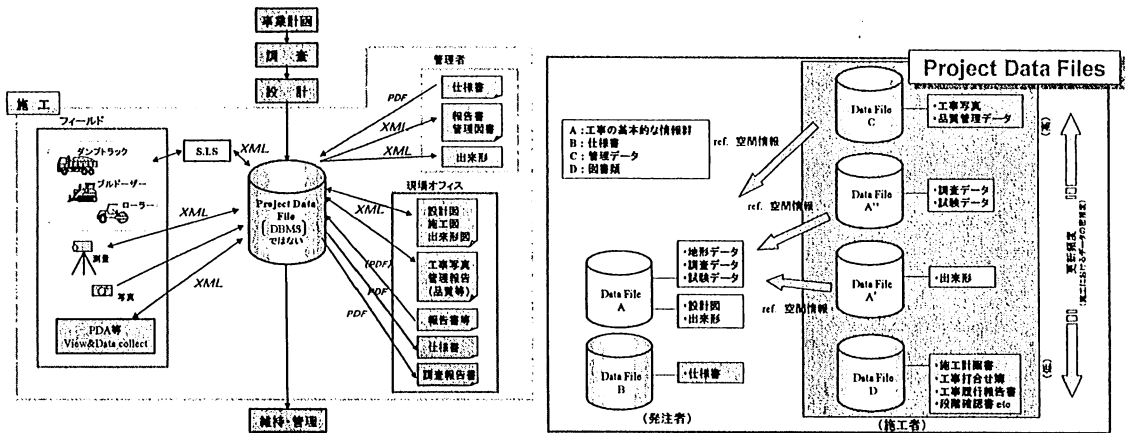 事業計画
調 査
設 計
施 工
フィールド
ダンプトラック
ブルドーザー
ローラー
測量
写真
PDA等
View&Data collect
S.I.S
XML
XML
XML
Project Data
File
DBMS
ではない
維持・管理
管理者
PDF
仕様書
XML
報告書
管理図書
XML
出来形
現場オフィス
XML
設計図
施工図
出来形図
(PDF)
工事写真
管理報告
(品質等)
PDF
報告書等
仕様書
PDF
調査報告書
Project Data Files
A:工事の基本的な情報群
B:仕様書
C:管理データ
D:図書類
Data File
C
・工事写真
・品質管理データ
ref. 空間情報
Data File
A''
・調査データ
・試験データ
ref. 空間情報
Data File
A'
・出来形
ref. 空間情報
Data File
A
・地形データ
・調査データ
・試験データ
・設計図
・出来形
Data File
B
・仕様書
Data File
D
・施工計画書
・工事打合せ簿
・工事履行報告書
・段階確認書 etc
(発注者)
(施工者)
(高)
更新頻度
(低)